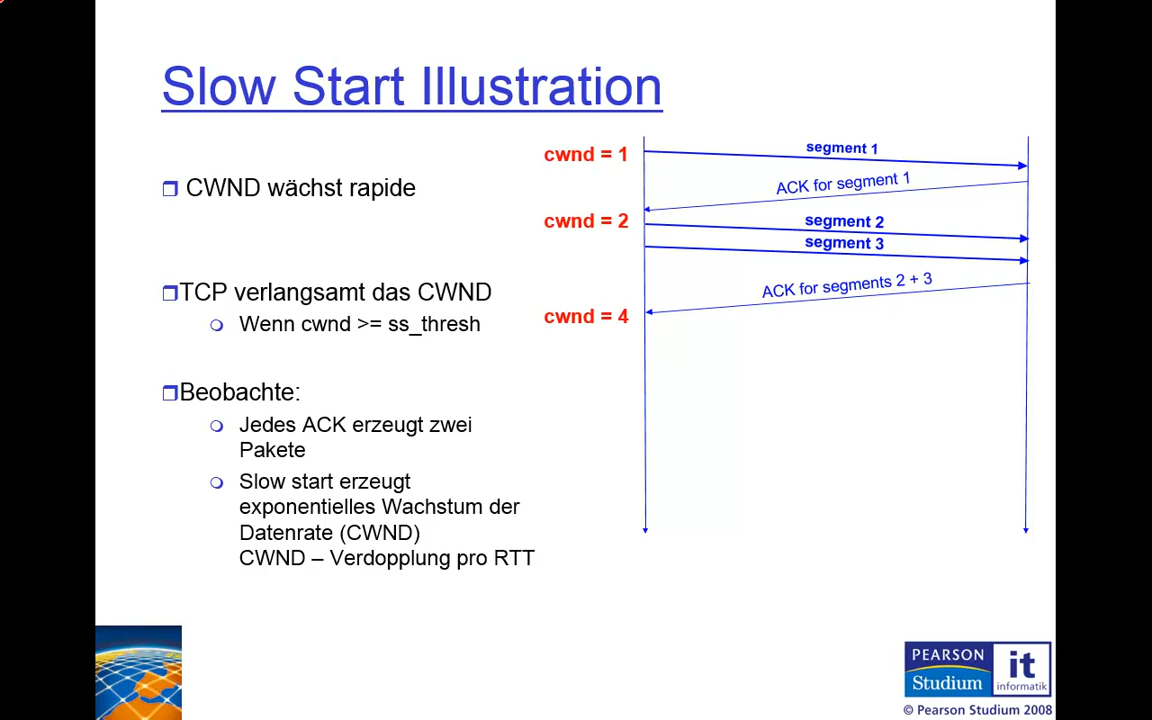 Slow Start Illustration
CWND wächst rapide
TCP verlangsamt das CWND
Wenn cwnd >= ss_thresh
Beobachte:
Jedes ACK erzeugt zwei
Pakete
Slow start erzeugt
exponentielles Wachstum der
Datenrate (CWND)
CWND – Verdopplung pro RTT
cwnd = 1
segment 1
ACK for segment 1
cwnd = 2
segment 2
segment 3
ACK for segments 2 + 3
cwnd = 4
PEARSON
Studium
it
informatik
© Pearson Studium 2008